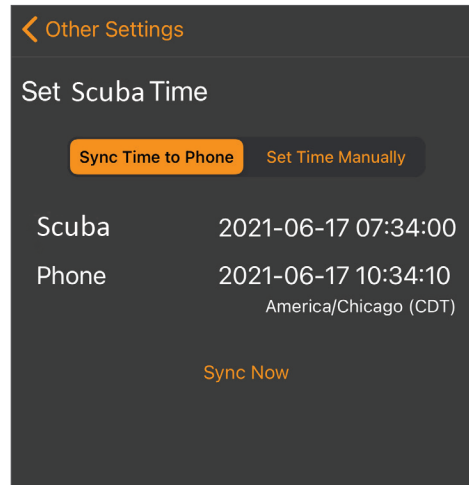 Other Settings
Set Scuba Time
Sync Time to Phone Set Time Manually
Scuba 2021-06-17 07:34:00
Phone 2021-06-17 10:34:10
America/Chicago (CDT)
Sync Now